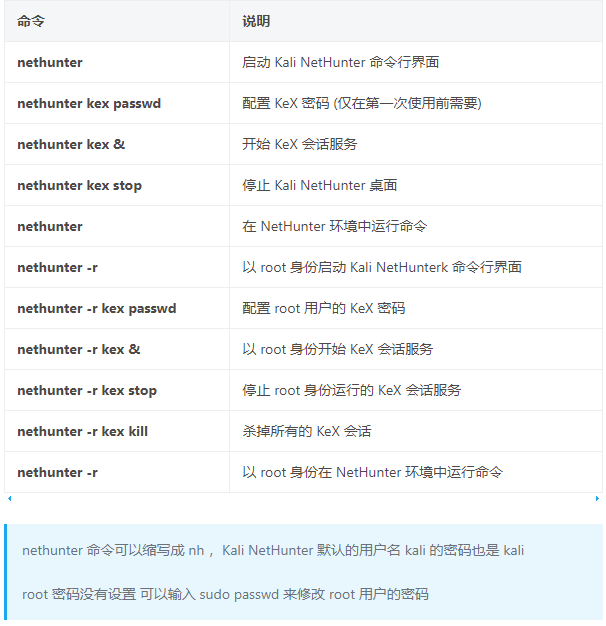 命令 说明
nethunter 启动 Kali NetHunter 命令行界面
nethunter kex passwd 配置 KeX 密码 (仅在第一次使用前需要)
nethunter kex & 开始 KeX 会话服务
nethunter kex stop 停止 Kali NetHunter 桌面
nethunter 在 NetHunter 环境中运行命令
nethunter -r 以 root 身份启动 Kali NetHunterk 命令行界面
nethunter -r kex passwd 配置 root 用户的 KeX 密码
nethunter -r kex & 以 root 身份开始 KeX 会话服务
nethunter -r kex stop 停止 root 身份运行的 KeX 会话服务
nethunter -r kex kill 杀掉所有的 KeX 会话
nethunter -r 以 root 身份在 NetHunter 环境中运行命令
nethunter 命令可以缩写成 nh ，Kali NetHunter 默认的用户名 kali 的密码也是 kali
root 密码没有设置 可以输入 sudo passwd 来修改 root 用户的密码